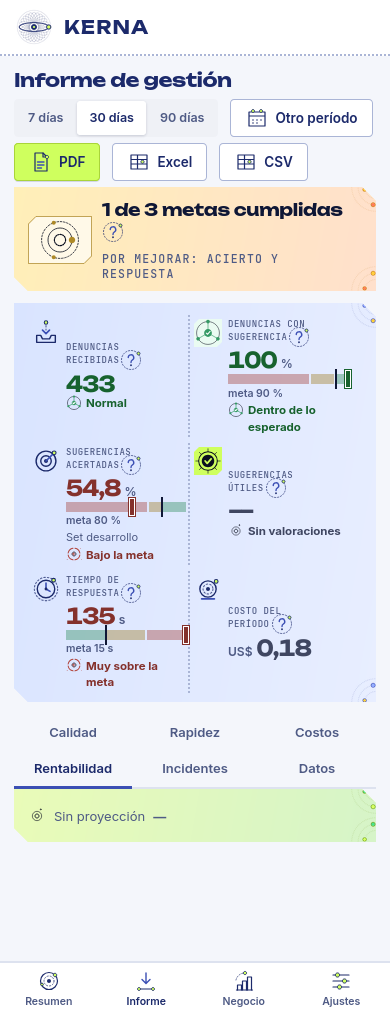 KERNA
Informe de gestión
7 días
30 días
90 días
Otro período
PDF
Excel
CSV
1 de 3 metas cumplidas
?
POR MEJORAR: ACIERTO Y
RESPUESTA
DENUNCIAS
RECIBIDAS ?
433
Normal
DENUNCIAS CON
SUGERENCIA ?
100 %
meta 90 %
Dentro de lo
esperado
SUGERENCIAS
ACERTADAS ?
54,8 %
meta 80 %
Set desarrollo
Bajo la meta
SUGERENCIAS
ÚTILES ?
—
Sin valoraciones
TIEMPO DE
RESPUESTA ?
135 s
meta 15 s
Muy sobre la
meta
COSTO DEL
PERÍODO ?
US$ 0,18
Calidad
Rapidez
Costos
Rentabilidad
Incidentes
Datos
Sin proyección —
Resumen
Informe
Negocio
Ajustes